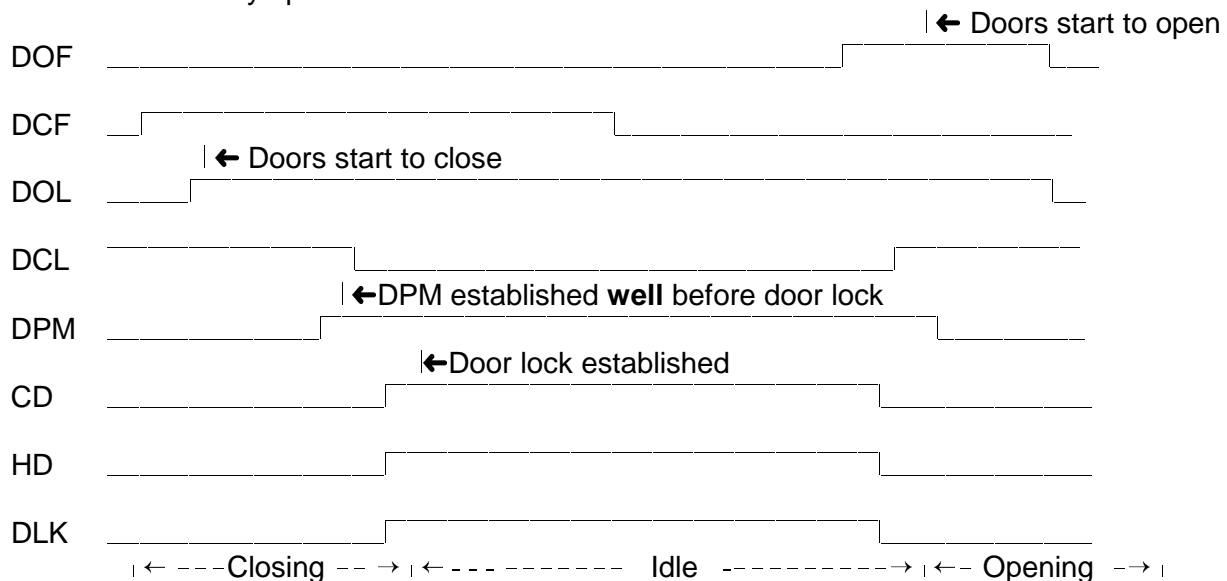 ← Doors start to open
DOF
DCF
← Doors start to close
DOL
DCL
←DPM established well before door lock
DPM
←Door lock established
CD
HD
DLK
← ---Closing -- → ← --- ------- Idle -------- → ←-- Opening --→